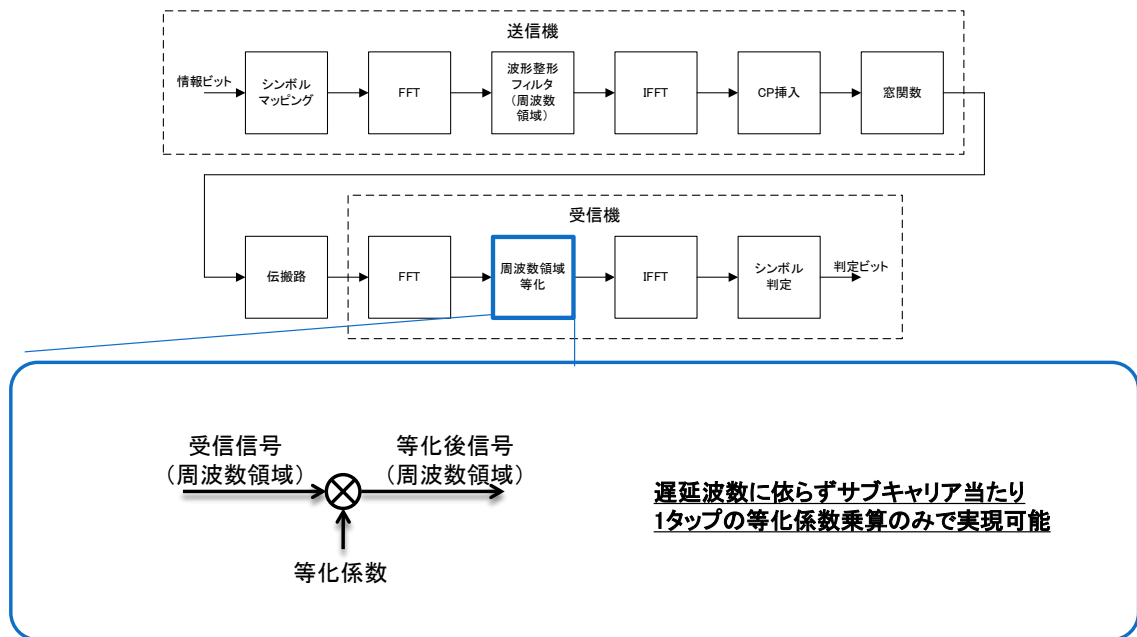 送信機
情報ビット
シンボル
マッピング
FFT
波形整形
フィルタ
(周波数
領域)
IFFT
CP挿入
窓関数
受信機
伝搬路
FFT
周波数領域
等化
IFFT
シンボル
判定
判定ビット
受信信号
(周波数領域)
等化後信号
(周波数領域)
等化係数
遅延波数に依らずサブキャリア当たり
1タップの等化係数乗算のみで実現可能